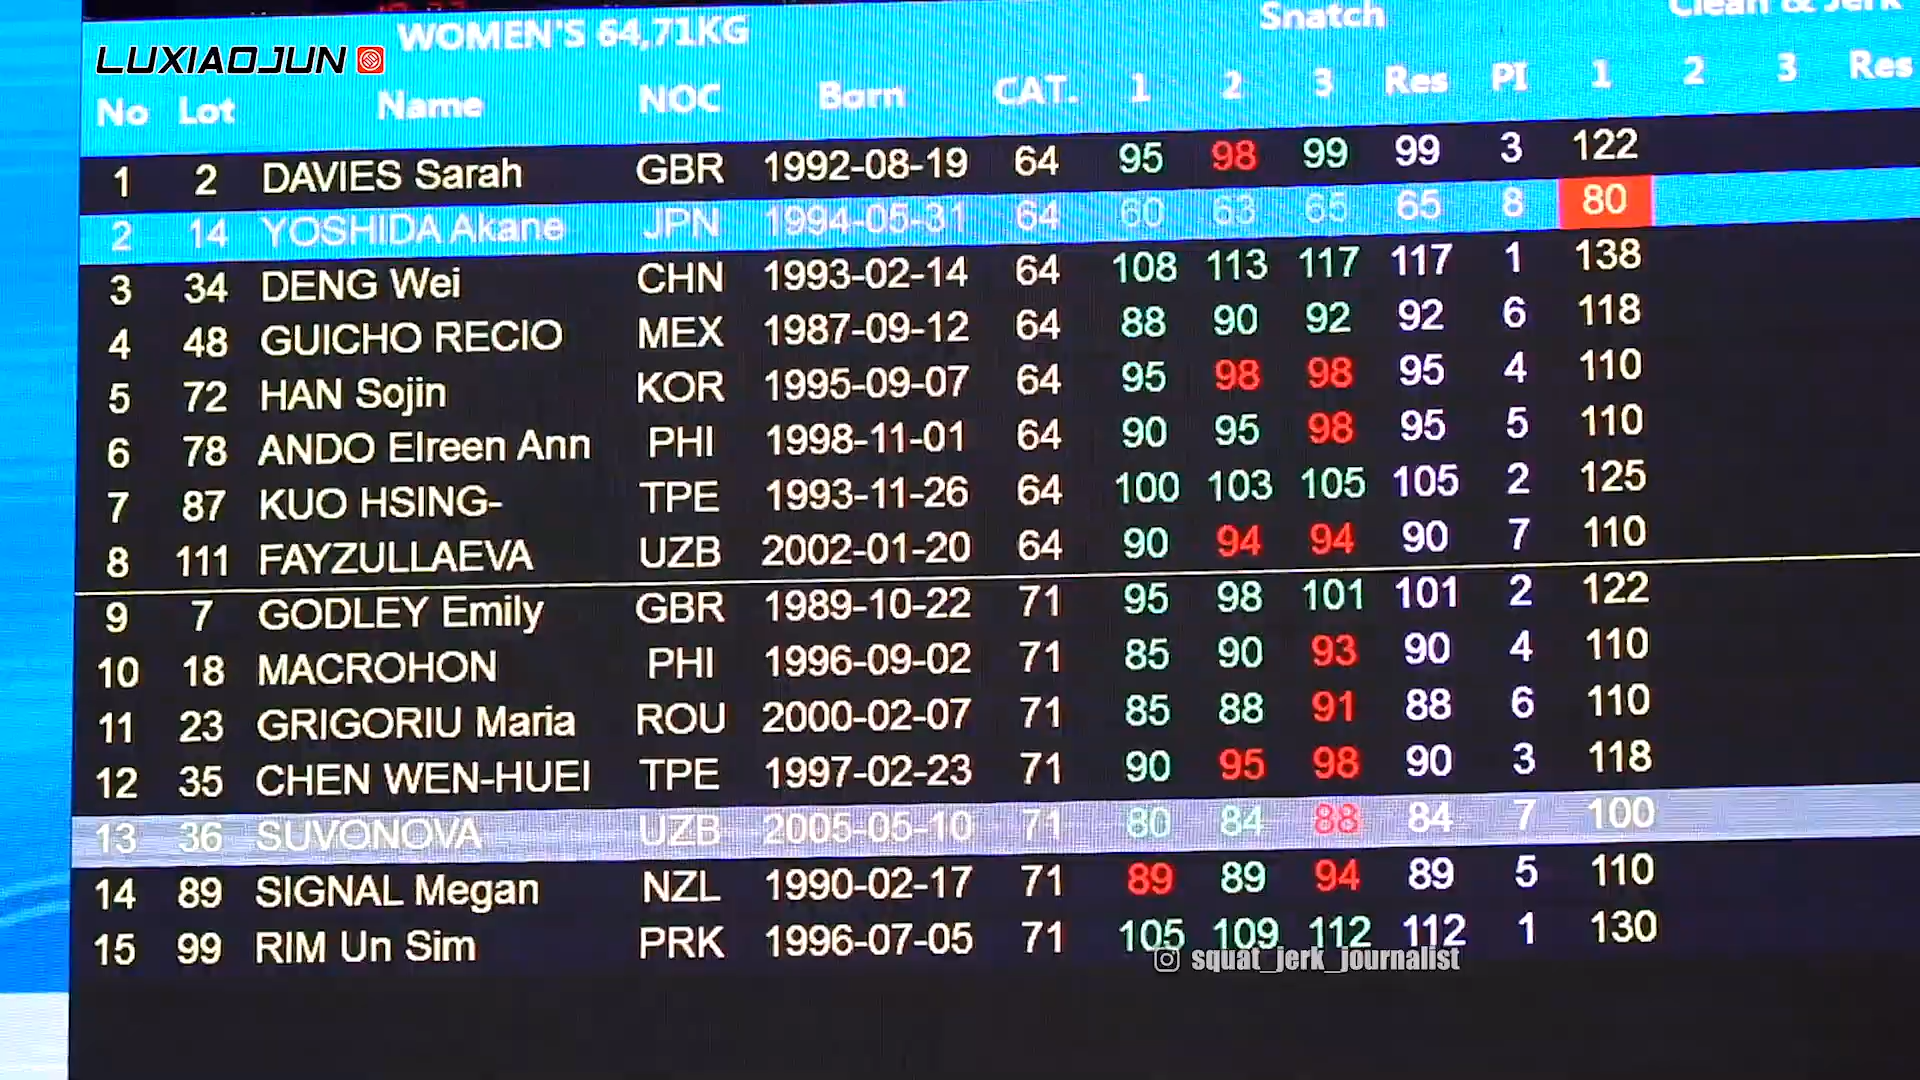 WOMEN'S 64,71KG Snatch Clean & Jerk
LUXIAOJUN
No Lot Name NOC Born CAT. 1 2 3 Res PI 1 2 3 Res
1 2 DAVIES Sarah GBR 1992-08-19 64 95 98 99 99 3 122
2 14 YOSHIDA Akane JPN 1994-05-31 64 60 63 65 65 8 80
3 34 DENG Wei CHN 1993-02-14 64 108 113 117 117 1 138
4 48 GUICHO RECIO MEX 1987-09-12 64 88 90 92 92 6 118
5 72 HAN Sojin KOR 1995-09-07 64 95 98 98 95 4 110
6 78 ANDO Elreen Ann PHI 1998-11-01 64 90 95 98 95 5 110
7 87 KUO HSING- TPE 1993-11-26 64 100 103 105 105 2 125
8 111 FAYZULLAEVA UZB 2002-01-20 64 90 94 94 90 7 110
9 7 GODLEY Emily GBR 1989-10-22 71 95 98 101 101 2 122
10 18 MACROHON PHI 1996-09-02 71 85 90 93 90 4 110
11 23 GRIGORIU Maria ROU 2000-02-07 71 85 88 91 88 6 110
12 35 CHEN WEN-HUEI TPE 1997-02-23 71 90 95 98 90 3 118
13 36 SUVONOVA UZB 2005-05-10 71 80 84 88 84 7 100
14 89 SIGNAL Megan NZL 1990-02-17 71 89 89 94 89 5 110
15 99 RIM Un Sim PRK 1996-07-05 71 105 109 112 112 1 130
squat_jerk_journalist